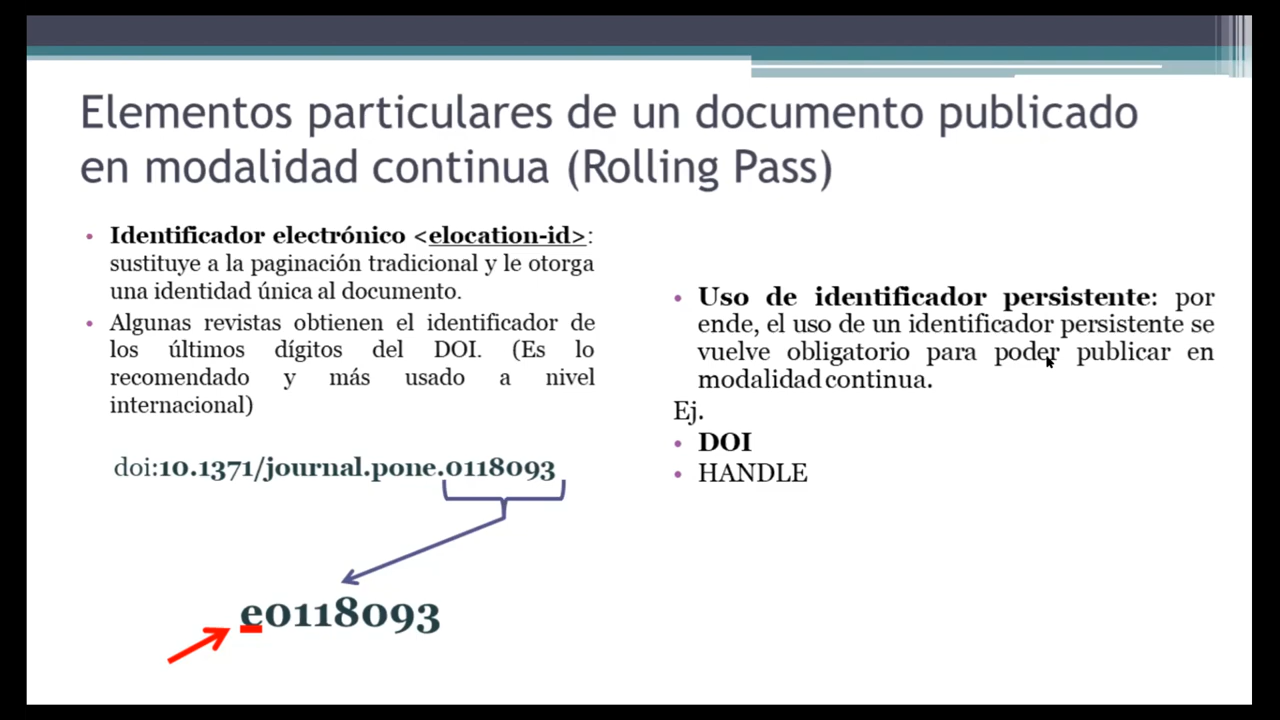 Elementos particulares de un documento publicado
en modalidad continua (Rolling Pass)
• Identificador electrónico <elocation-id>:
sustituye a la paginación tradicional y le otorga
una identidad única al documento.
• Algunas revistas obtienen el identificador de
los últimos dígitos del DOI. (Es lo
recomendado y más usado a nivel
internacional)
doi:10.1371/journal.pone.0118093
e0118093
• Uso de identificador persistente: por
ende, el uso de un identificador persistente se
vuelve obligatorio para poder publicar en
modalidad continua.
Ej.
• DOI
• HANDLE